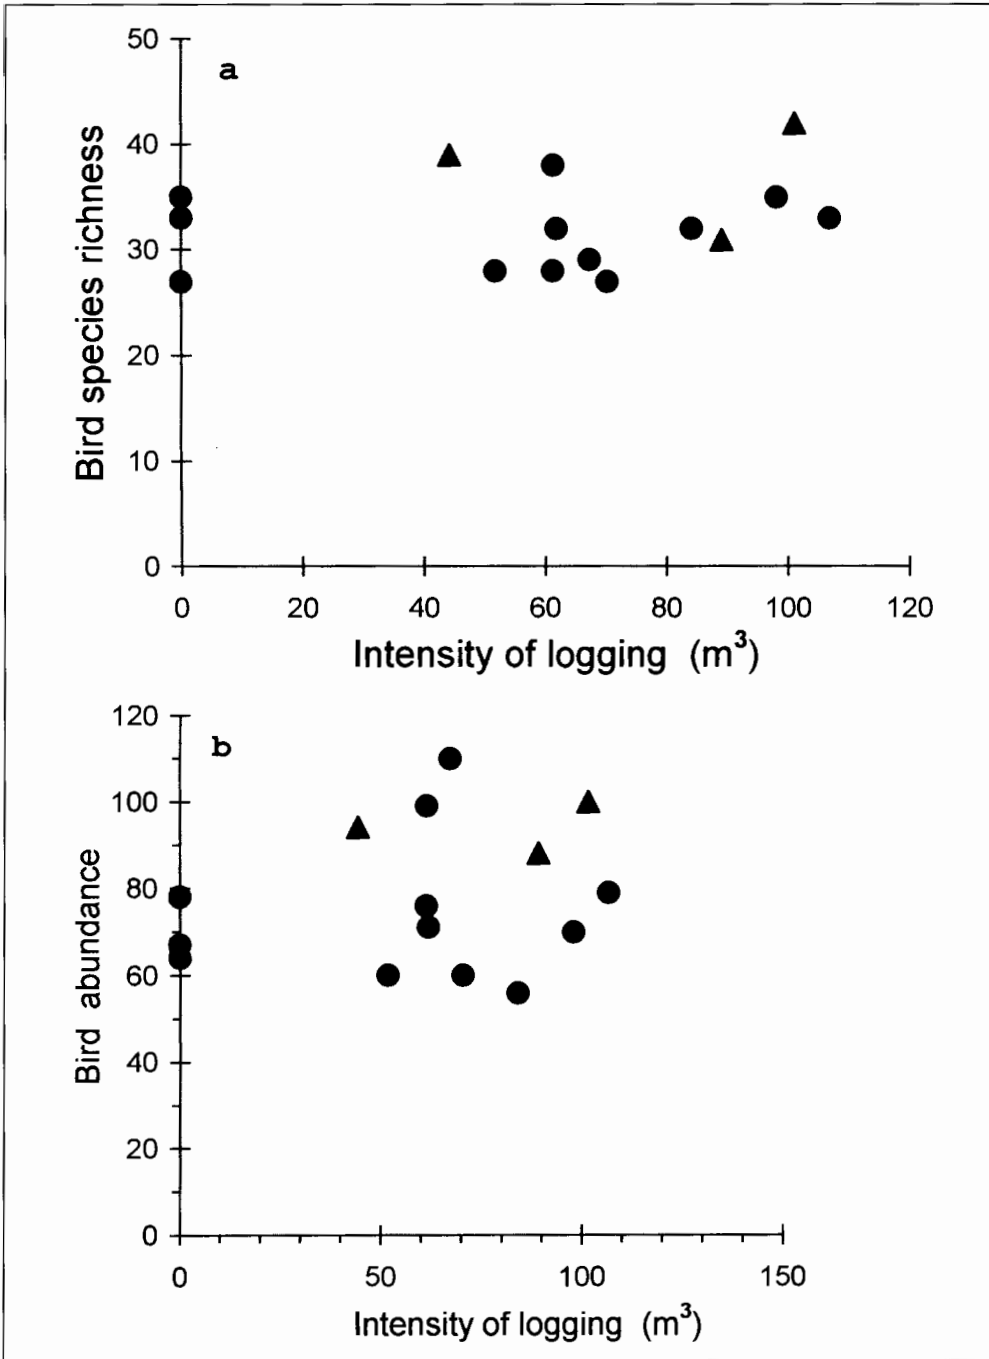 50
a
40
30
20
10
0
0 20 40 60 80 100 120
Bird species richness
Intensity of logging (m³)
120
b
100
80
60
40
20
0
0 50 100 150
Bird abundance
Intensity of logging (m³)